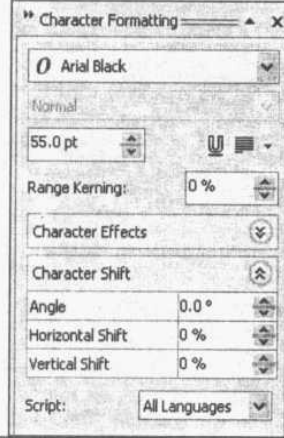 Character Formatting
O Arial Black
Normal
55.0 pt U
Range Kerning: 0 %
Character Effects
Character Shift
Angle 0.0 °
Horizontal Shift 0 %
Vertical Shift 0 %
Script: All Languages